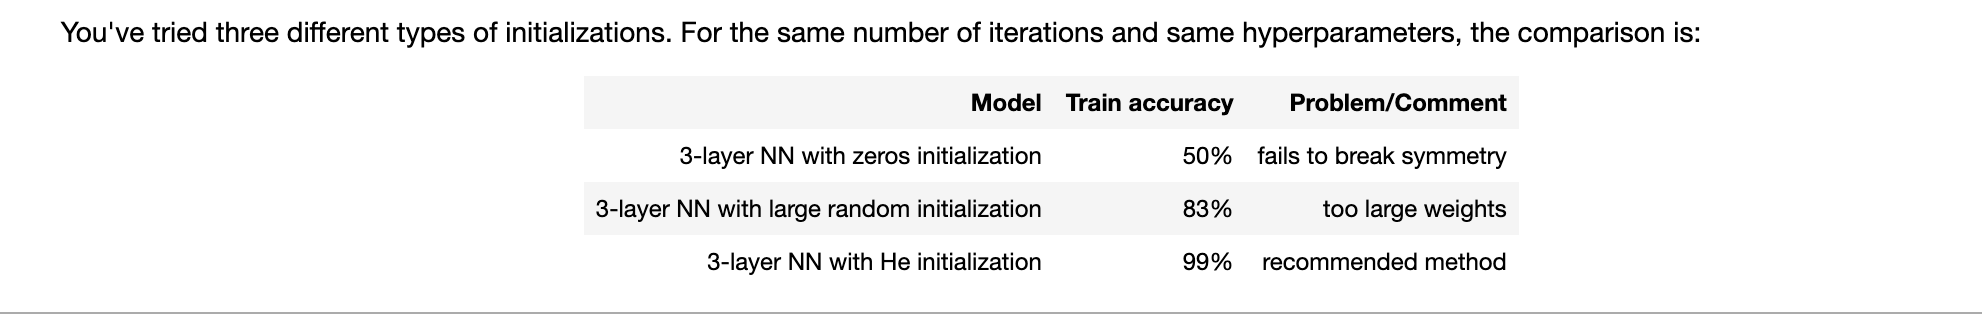 You've tried three different types of initializations. For the same number of iterations and same hyperparameters, the comparison is:
Model Train accuracy Problem/Comment
3-layer NN with zeros initialization 50% fails to break symmetry
3-layer NN with large random initialization 83% too large weights
3-layer NN with He initialization 99% recommended method